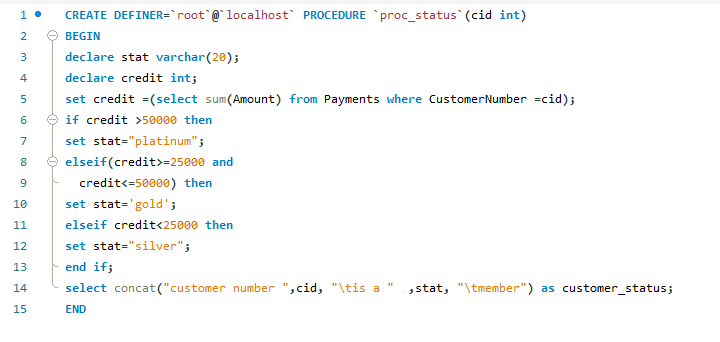 1 CREATE DEFINER=`root`@`localhost` PROCEDURE `proc_status`(cid int)
2 BEGIN
3 declare stat varchar(20);
4 declare credit int;
5 set credit =(select sum(Amount) from Payments where CustomerNumber =cid);
6 if credit >50000 then
7 set stat="platinum";
8 elseif(credit>=25000 and
9 credit<=50000) then
10 set stat='gold';
11 elseif credit<25000 then
12 set stat="silver";
13 end if;
14 select concat("customer number ",cid, "\tis a "  ,stat, "\tmember") as customer_status;
15 END